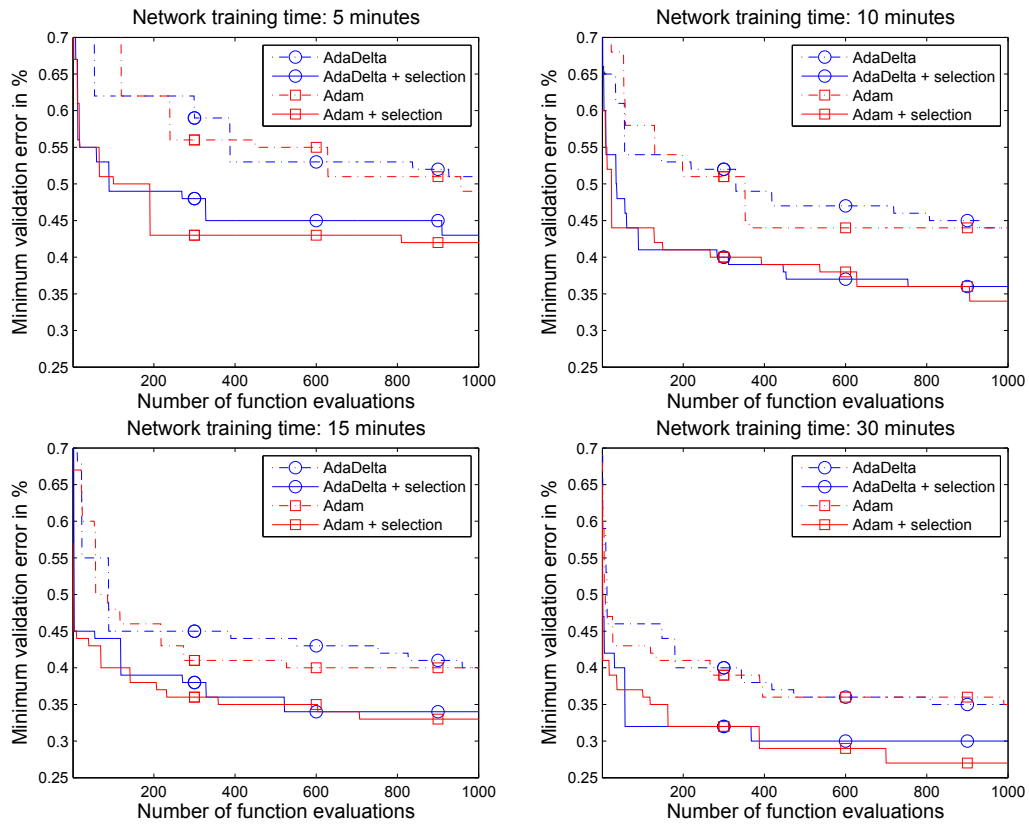 Network training time: 5 minutes
Minimum validation error in %
0.7
0.65
0.6
0.55
0.5
0.45
0.4
0.35
0.3
0.25
AdaDelta
AdaDelta + selection
Adam
Adam + selection
200 400 600 800 1000
Number of function evaluations
Network training time: 10 minutes
Minimum validation error in %
0.7
0.65
0.6
0.55
0.5
0.45
0.4
0.35
0.3
0.25
AdaDelta
AdaDelta + selection
Adam
Adam + selection
200 400 600 800 1000
Number of function evaluations
Network training time: 15 minutes
Minimum validation error in %
0.7
0.65
0.6
0.55
0.5
0.45
0.4
0.35
0.3
0.25
AdaDelta
AdaDelta + selection
Adam
Adam + selection
200 400 600 800 1000
Number of function evaluations
Network training time: 30 minutes
Minimum validation error in %
0.7
0.65
0.6
0.55
0.5
0.45
0.4
0.35
0.3
0.25
AdaDelta
AdaDelta + selection
Adam
Adam + selection
200 400 600 800 1000
Number of function evaluations